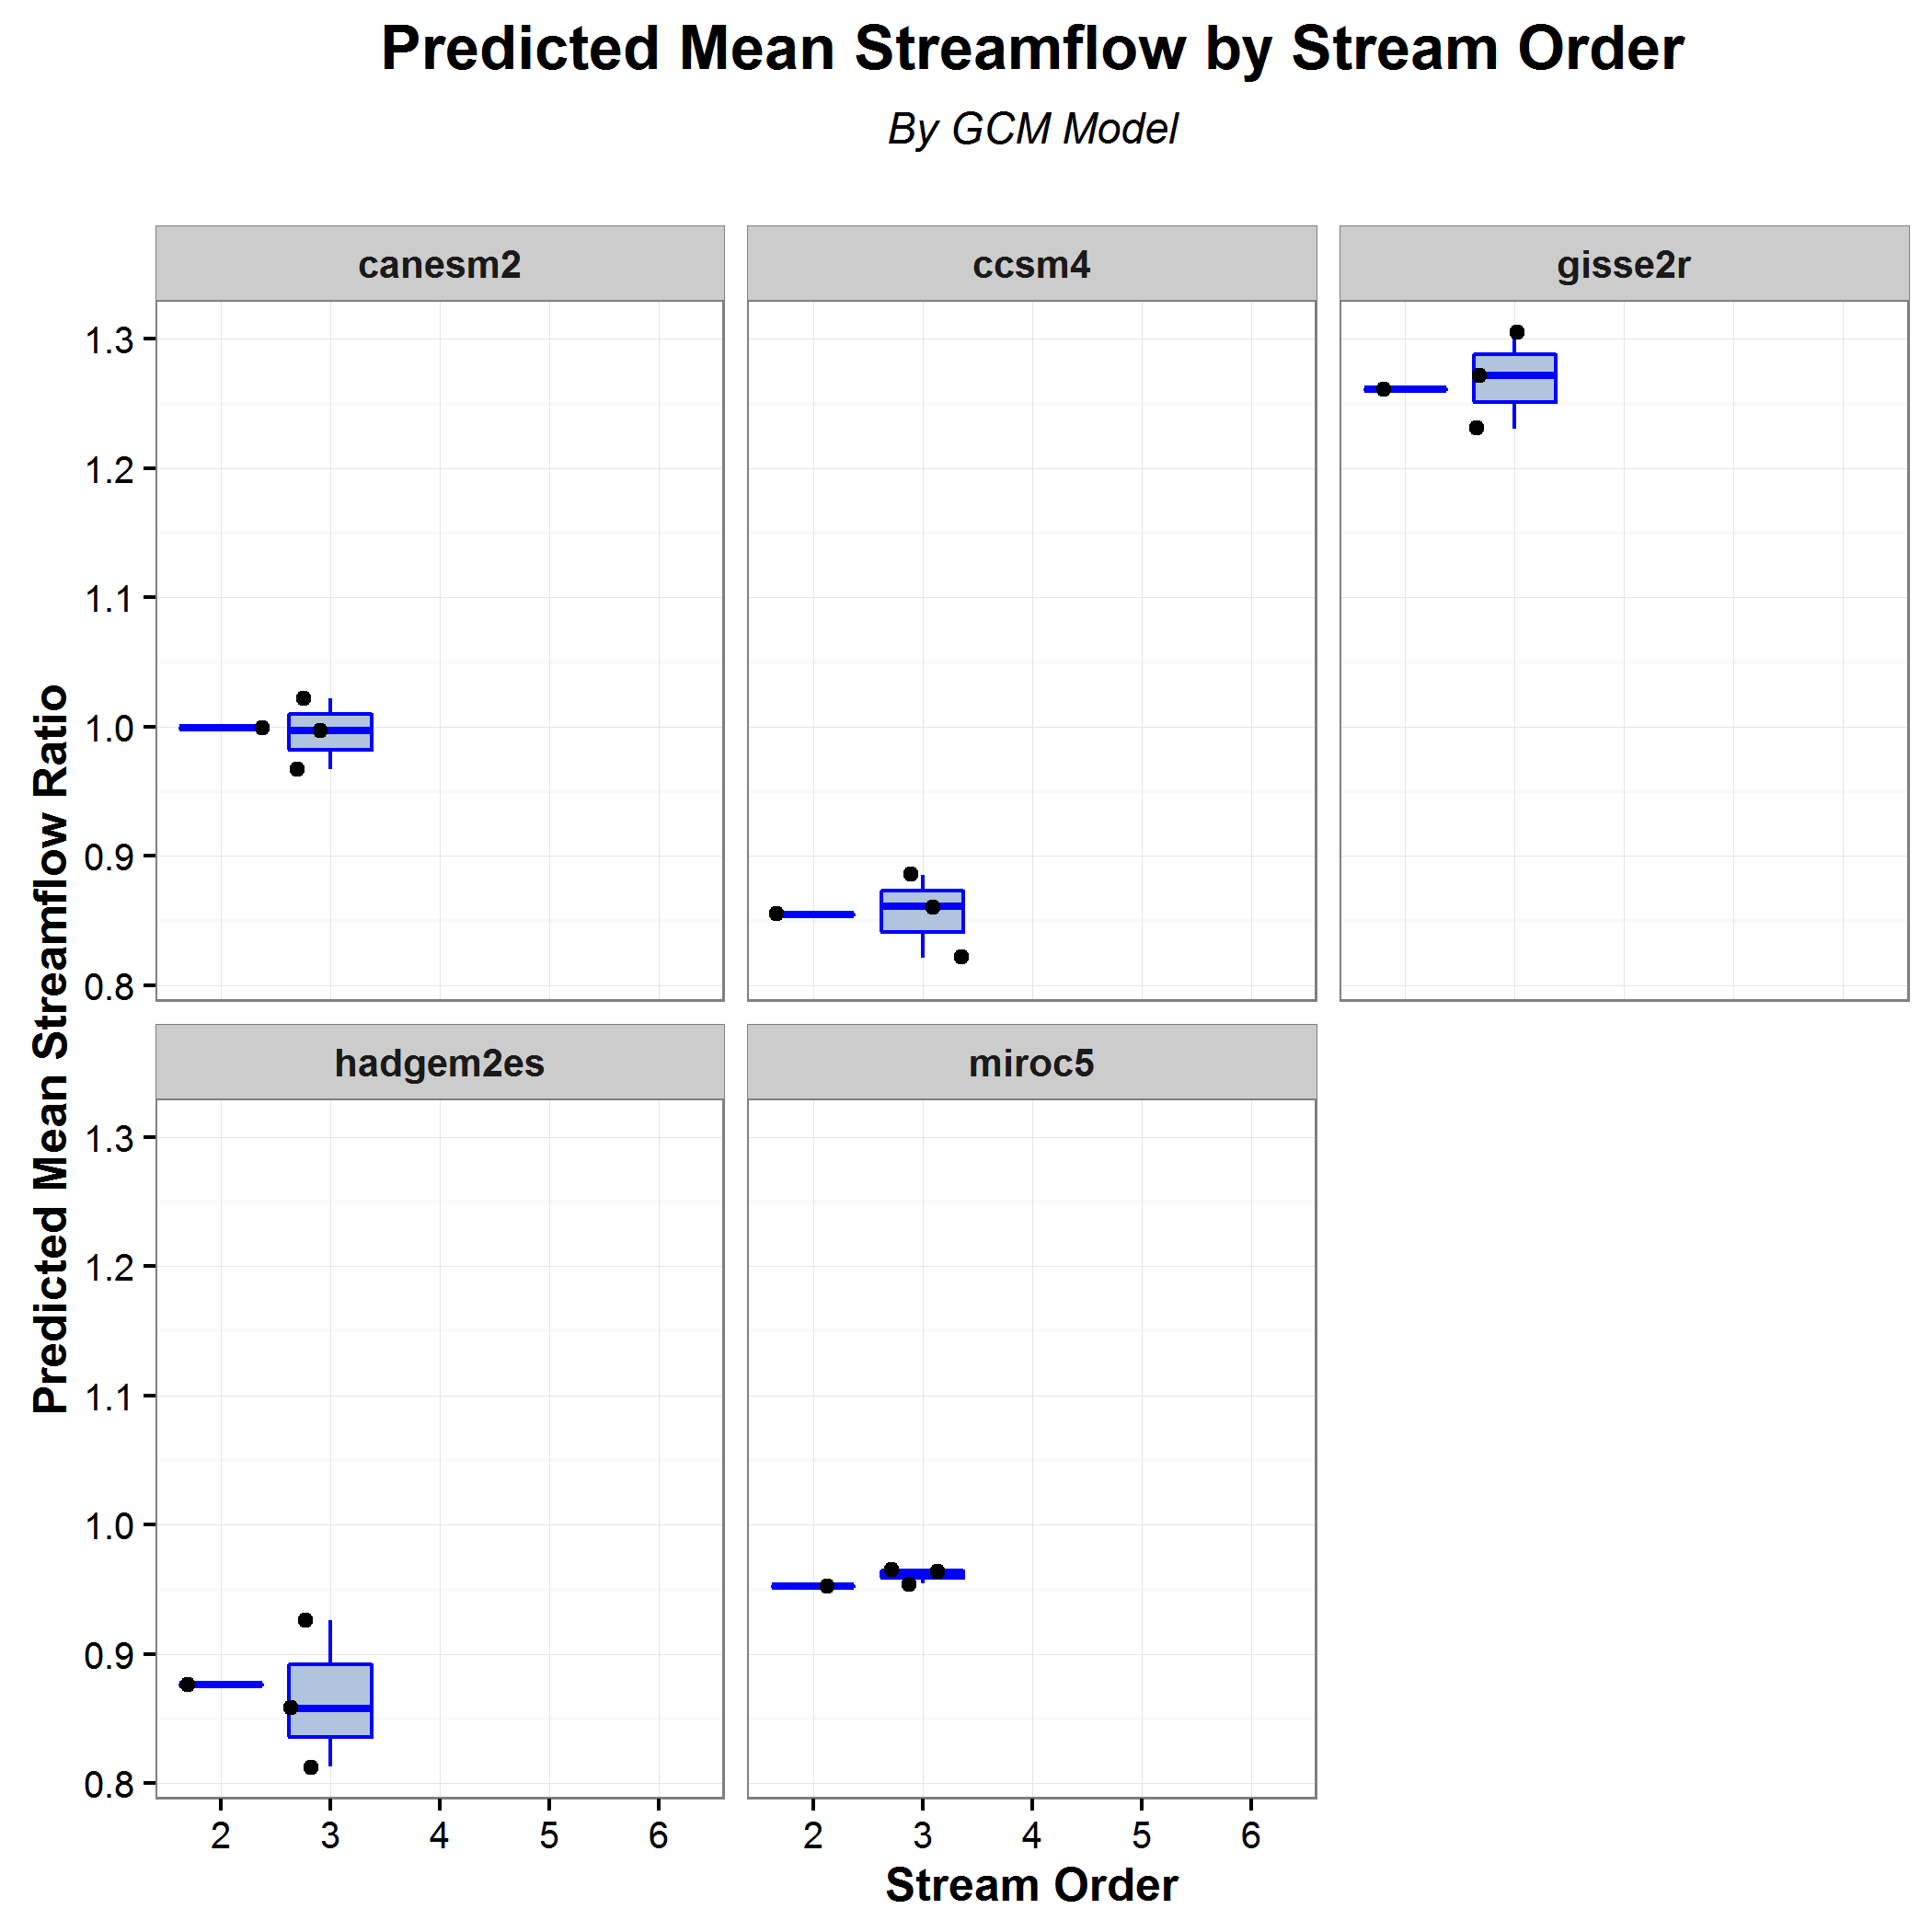 Predicted Mean Streamflow by Stream Order
By GCM Model
canesm2
ccsm4
gisse2r
1.3
1.2
1.1
1.0
0.9
0.8
Predicted Mean Streamflow Ratio
hadgem2es
miroc5
1.3
1.2
1.1
1.0
0.9
0.8
2 3 4 5 6
2 3 4 5 6
Stream Order